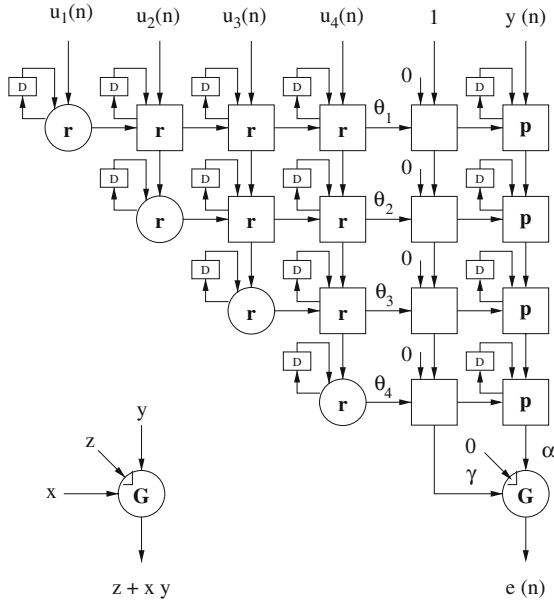 u₁(n) u₂(n) u₃(n) u₄(n) 1 y (n)
D D D D 0 D
r r r r θ₁ p
D D D 0 D
r r r θ₂ p
D D 0 D
r r θ₃ p
D 0 D
r θ₄ p
y
z 0 α
x G γ G
z + x y e (n)